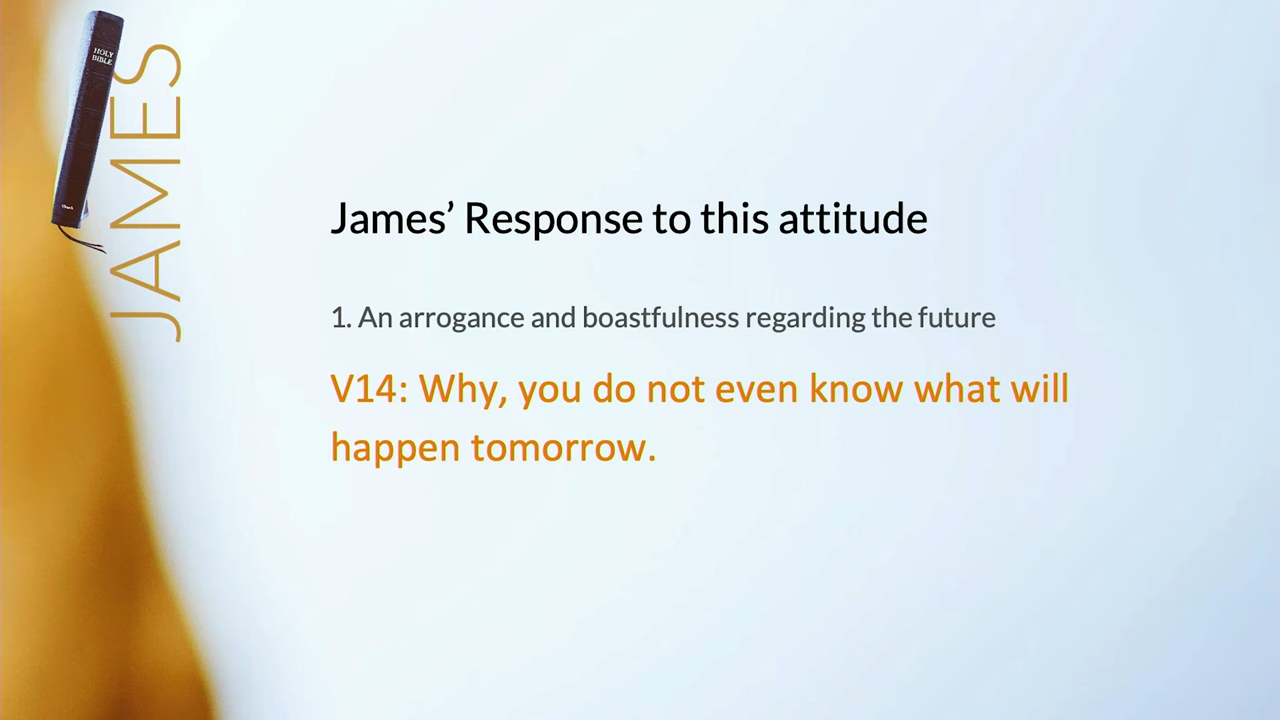 HOLY
BIBLE
JAMES
James’ Response to this attitude
1. An arrogance and boastfulness regarding the future
V14: Why, you do not even know what will
happen tomorrow.